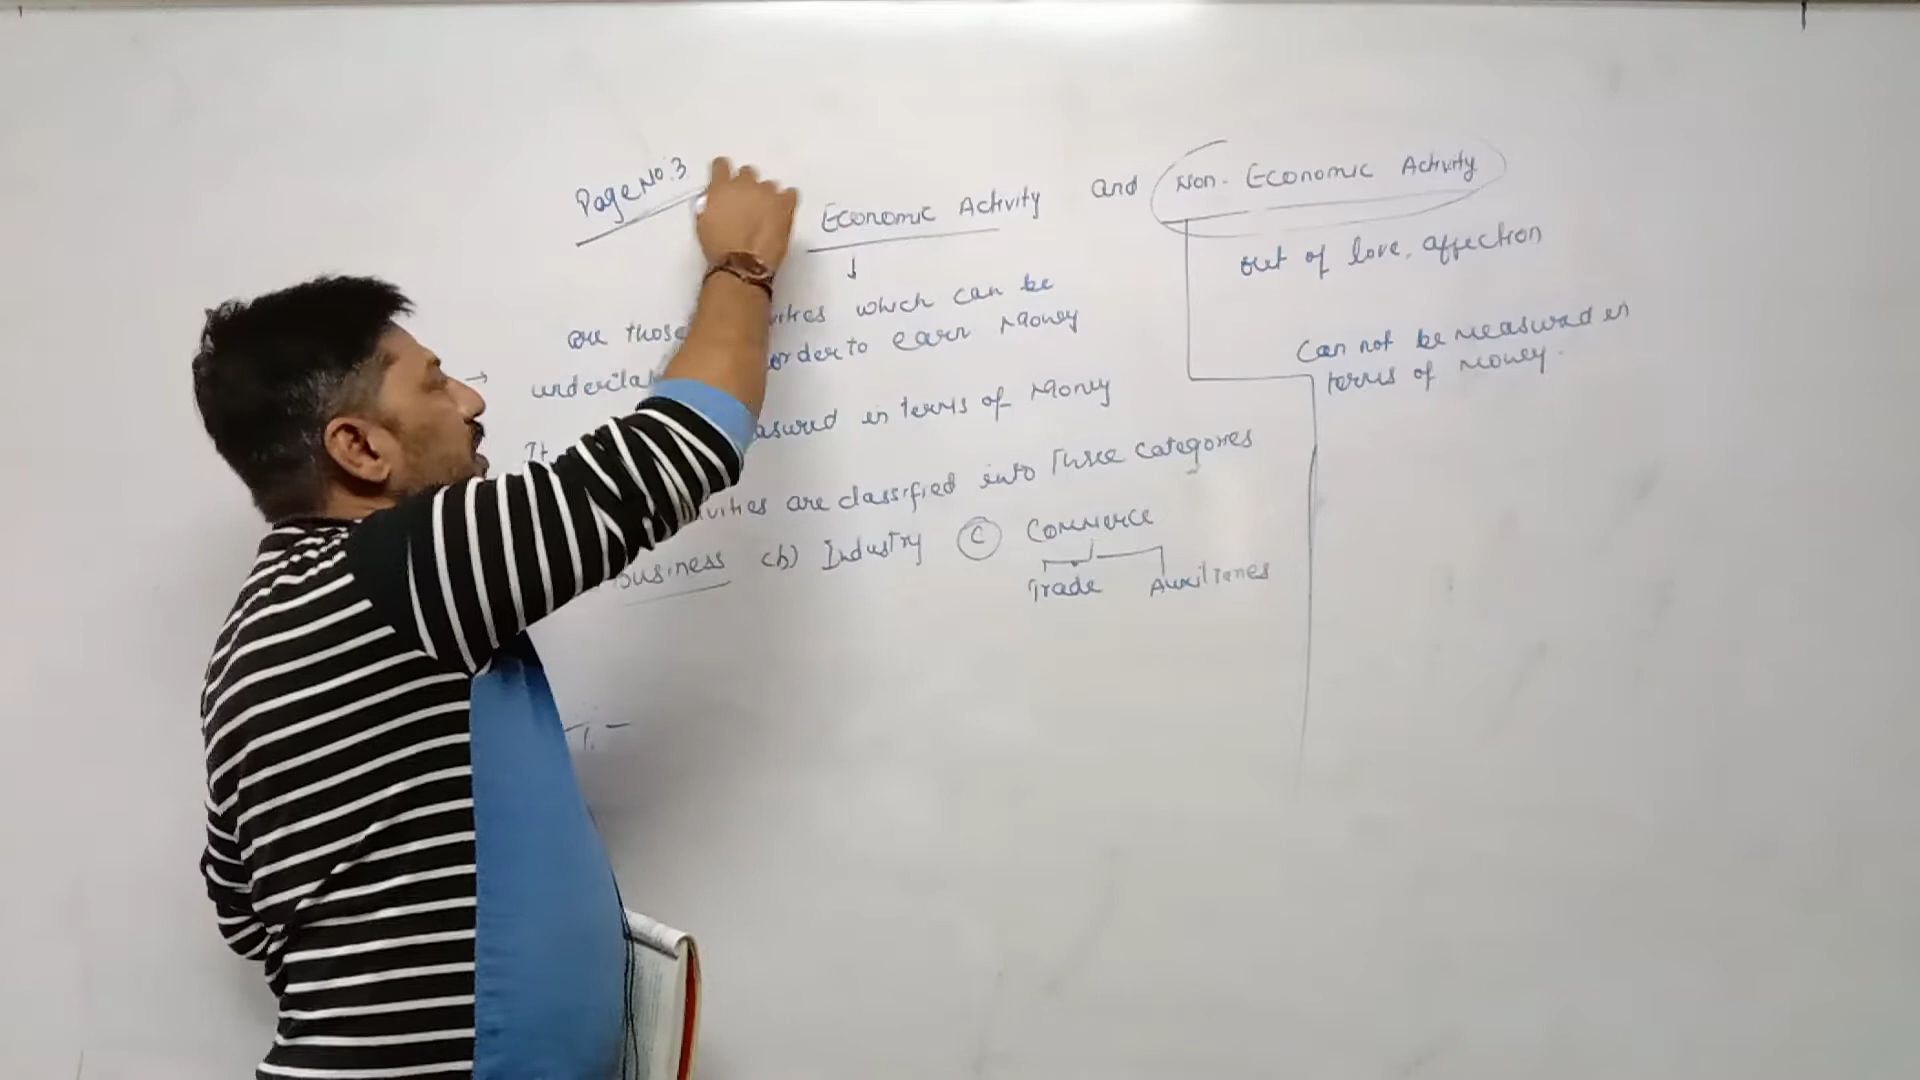 Page No. 3
Economic Activity and Non-Economic Activity
are those which can be
order to earn Money
in terms of Money
are classified into Three categories
Business (b) Industry (C) Commerce
Trade Auxiliaries
out of love, affection
Can not be measured in
terms of money.